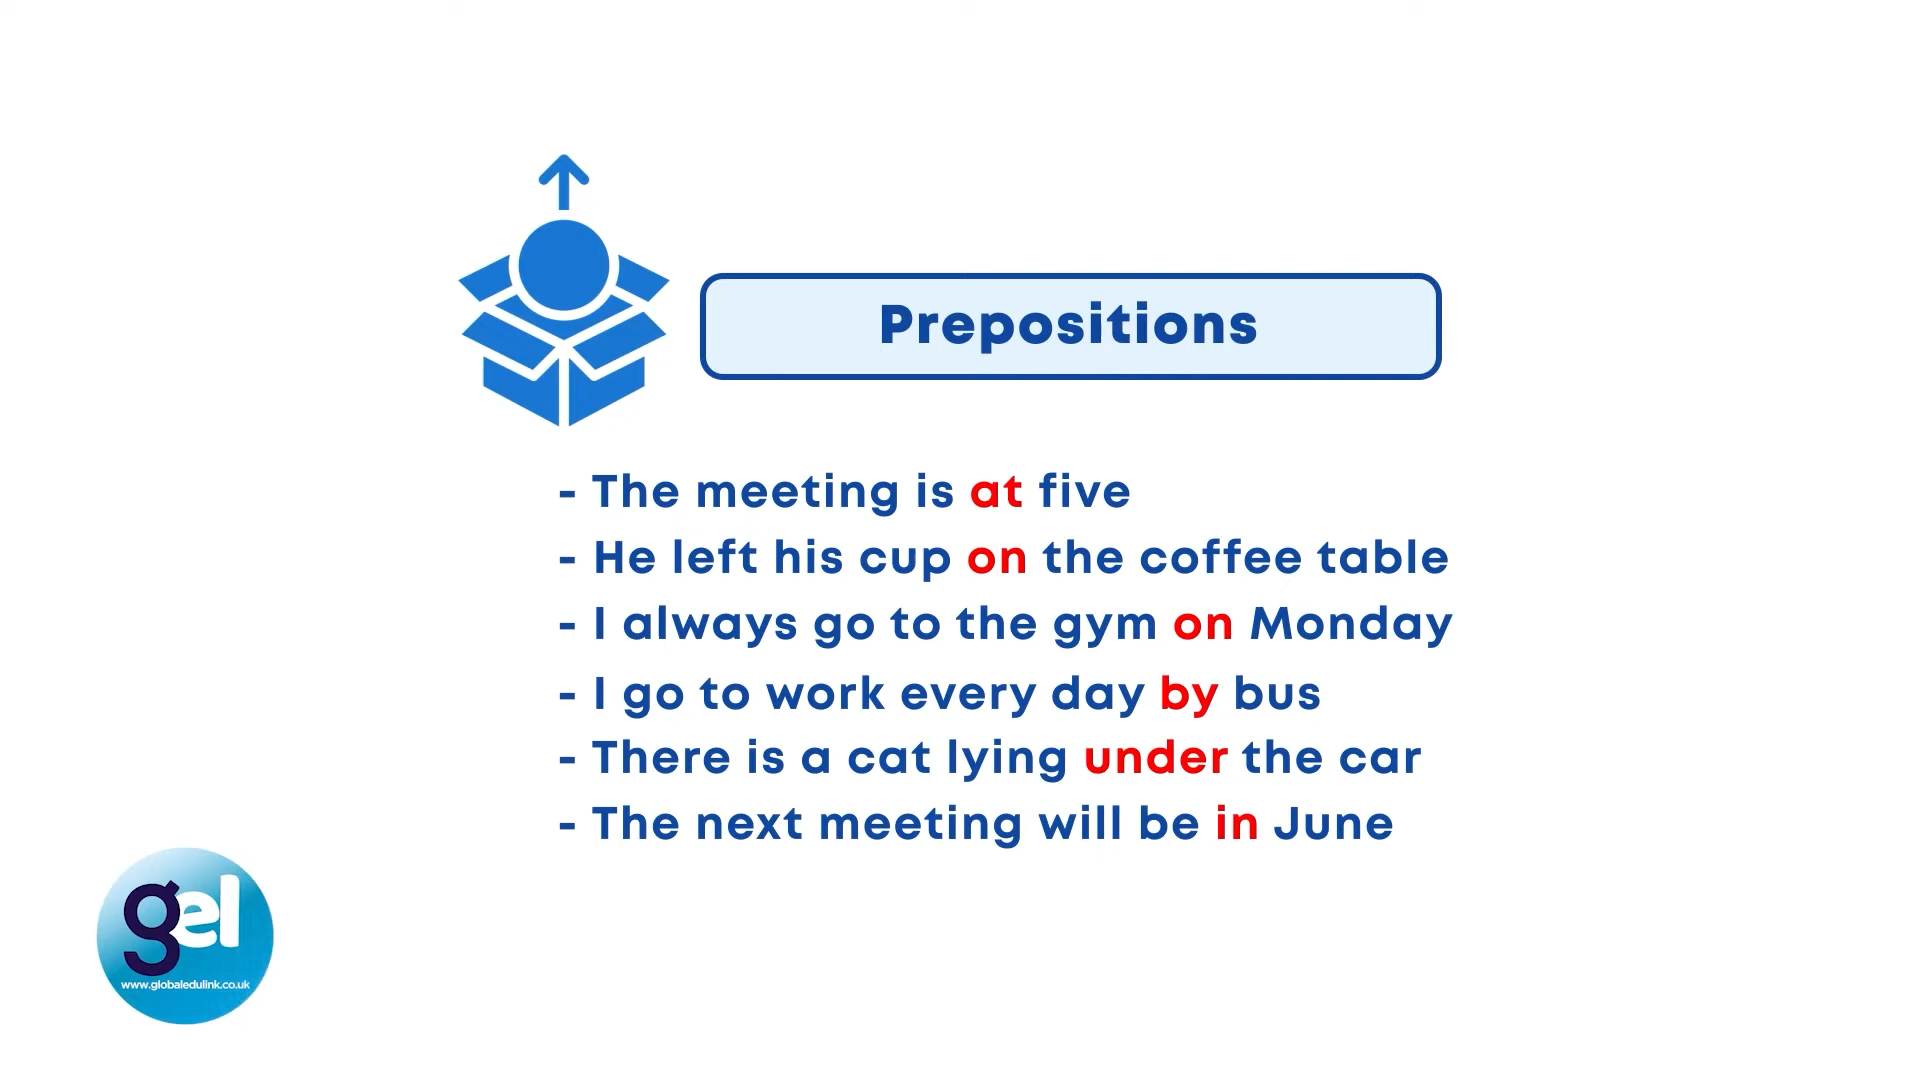 Prepositions
- The meeting is at five
- He left his cup on the coffee table
- I always go to the gym on Monday
- I go to work every day by bus
- There is a cat lying under the car
- The next meeting will be in June
gel
www.globaledulink.co.uk